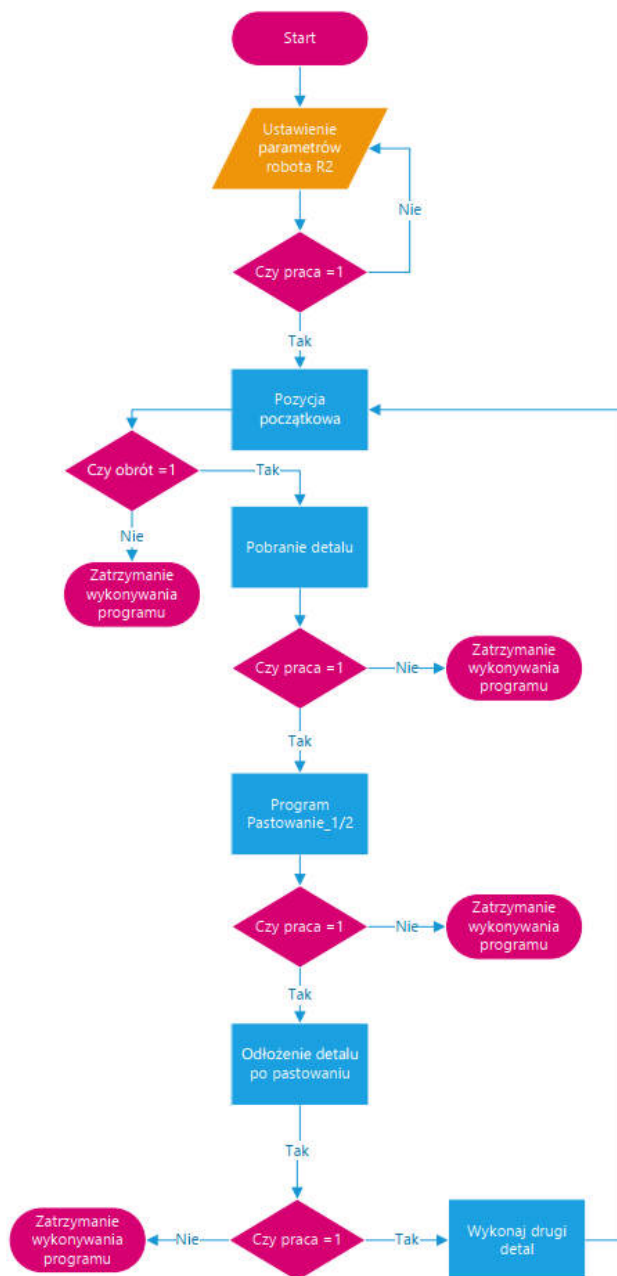 Start
Ustawienie
parametrów
robota R2
Nie
Czy praca =1
Tak
Pozycja
początkowa
Czy obrót =1
Tak
Nie
Pobranie detalu
Zatrzymanie
wykonywania
programu
Czy praca =1
Nie
Zatrzymanie
wykonywania
programu
Tak
Program
Pastowanie_1/2
Czy praca =1
Nie
Zatrzymanie
wykonywania
programu
Tak
Odłożenie detalu
po pastowaniu
Tak
Zatrzymanie
wykonywania
programu
Nie
Czy praca =1
Tak
Wykonaj drugi
detal